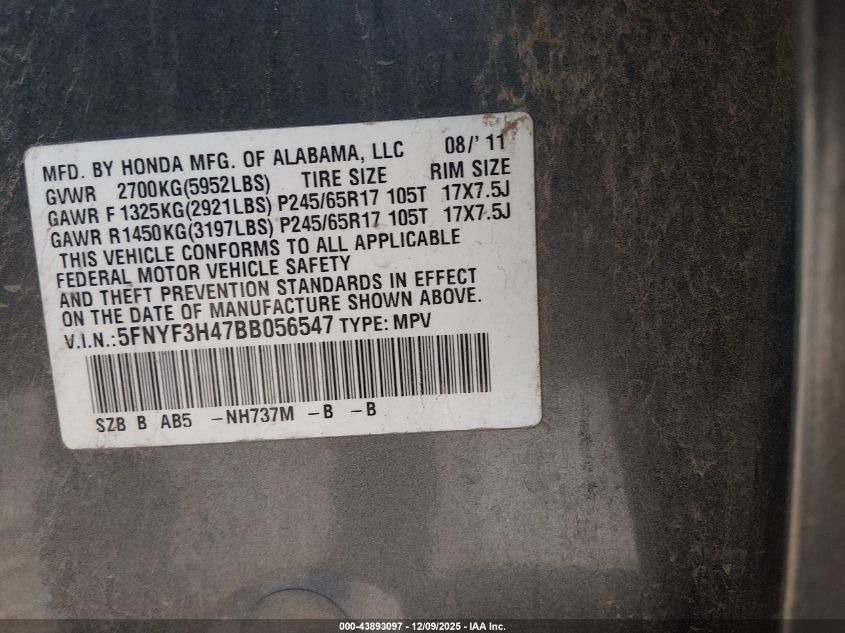 MFD. BY HONDA MFG. OF ALABAMA, LLC 08/' 11
GVWR 2700KG(5952LBS) TIRE SIZE RIM SIZE
GAWR F 1325KG(2921LBS) P245/65R17 105T 17X7.5J
GAWR R1450KG(3197LBS) P245/65R17 105T 17X7.5J
THIS VEHICLE CONFORMS TO ALL APPLICABLE
FEDERAL MOTOR VEHICLE SAFETY
AND THEFT PREVENTION STANDARDS IN EFFECT
ON THE DATE OF MANUFACTURE SHOWN ABOVE.
V.I.N.:5FNYF3H47BB056547 TYPE: MPV
SZB B AB5 -NH737M -B -B
000-43893097 - 12/09/2025 - IAA Inc.